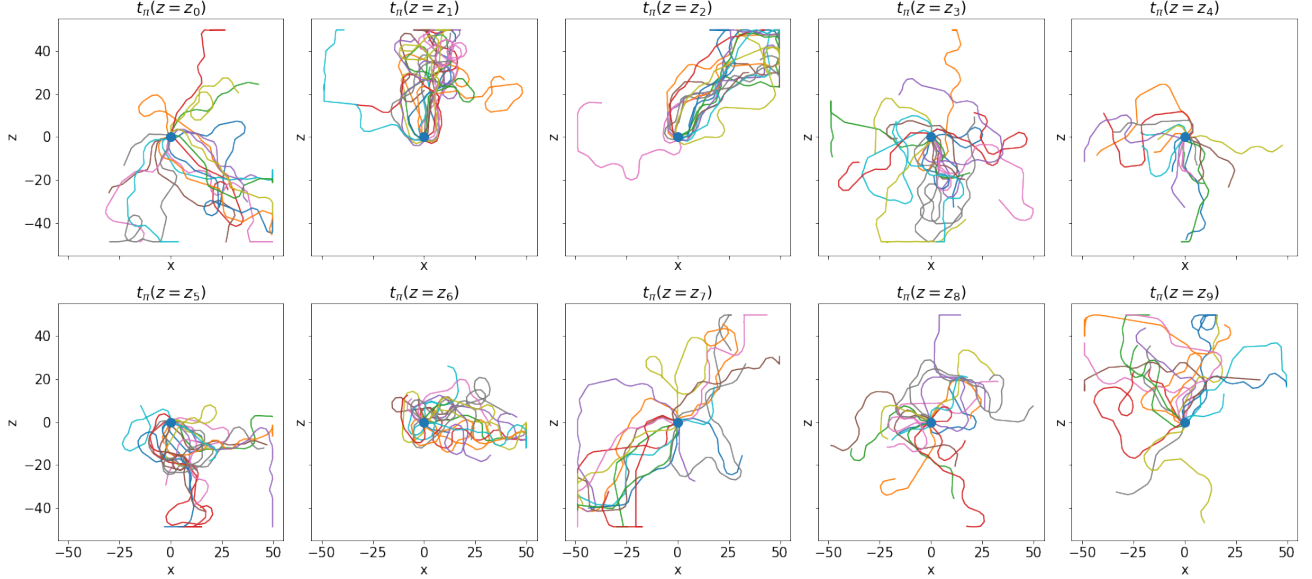 t_π(z = z_0) t_π(z = z_1) t_π(z = z_2) t_π(z = z_3) t_π(z = z_4)
40
20
0
−20
−40
z z z z z
x x x x x
t_π(z = z_5) t_π(z = z_6) t_π(z = z_7) t_π(z = z_8) t_π(z = z_9)
40
20
0
−20
−40
z z z z z
−50 −25 0 25 50 −50 −25 0 25 50 −50 −25 0 25 50 −50 −25 0 25 50 −50 −25 0 25 50
x x x x x